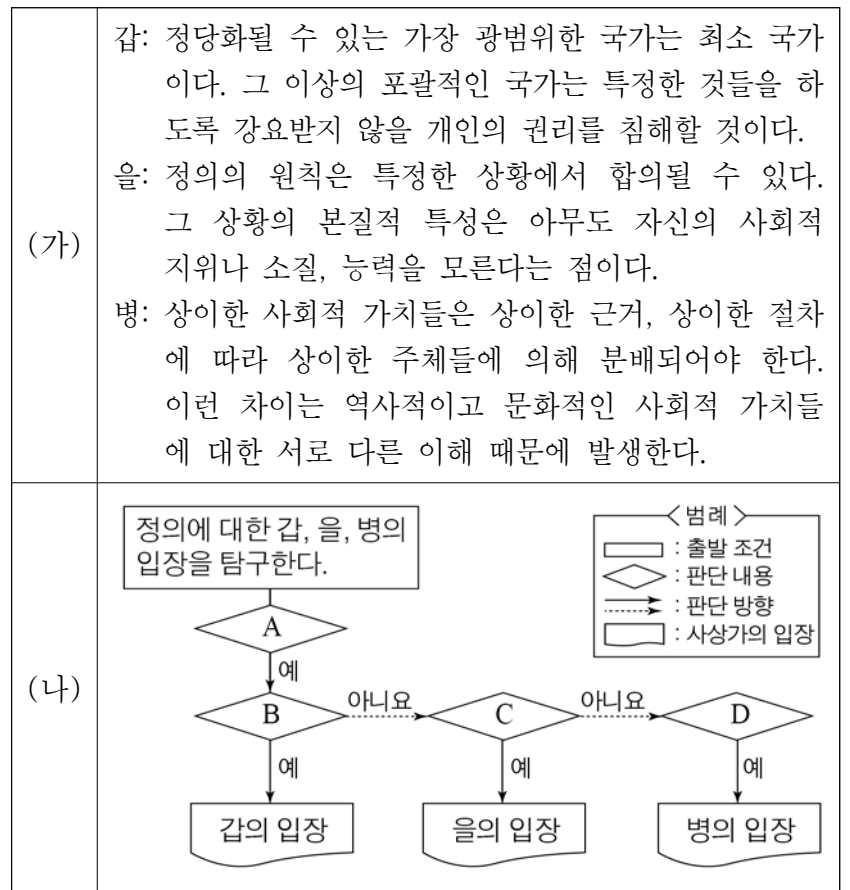 (가)
갑: 정당화될 수 있는 가장 광범위한 국가는 최소 국가
이다. 그 이상의 포괄적인 국가는 특정한 것들을 하
도록 강요받지 않을 개인의 권리를 침해할 것이다.
을: 정의의 원칙은 특정한 상황에서 합의될 수 있다.
그 상황의 본질적 특성은 아무도 자신의 사회적
지위나 소질, 능력을 모른다는 점이다.
병: 상이한 사회적 가치들은 상이한 근거, 상이한 절차
에 따라 상이한 주체들에 의해 분배되어야 한다.
이런 차이는 역사적이고 문화적인 사회적 가치들
에 대한 서로 다른 이해 때문에 발생한다.
(나)
정의에 대한 갑, 을, 병의
입장을 탐구한다.
<범례>
: 출발 조건
: 판단 내용
: 판단 방향
: 사상가의 입장
A
예
B
아니요
C
아니요
D
예
예
예
갑의 입장
을의 입장
병의 입장